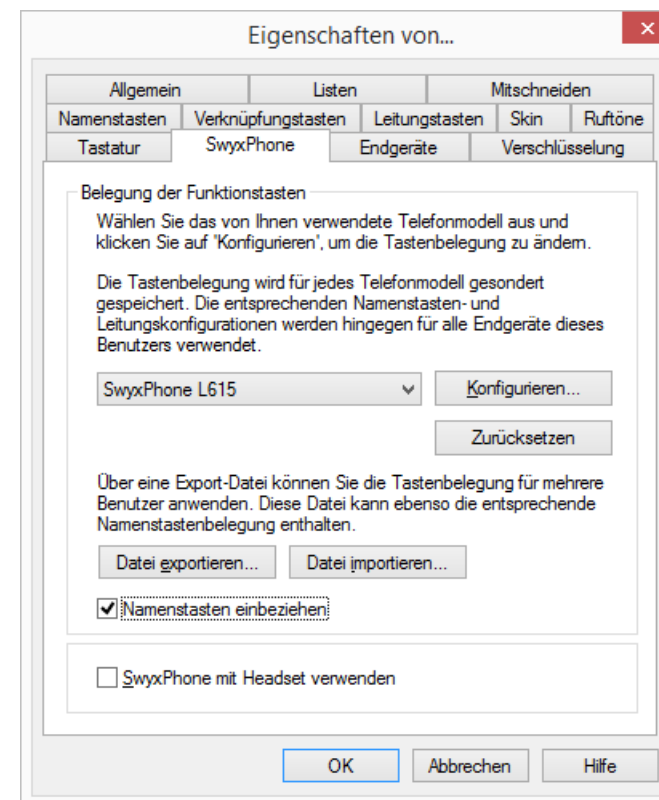 Eigenschaften von...
Allgemein Listen Mitschneiden
Namenstasten Verknüpfungstasten Leitungstasten Skin Ruftöne
Tastatur SwyxPhone Endgeräte Verschlüsselung
Belegung der Funktionstasten
Wählen Sie das von Ihnen verwendete Telefonmodell aus und
klicken Sie auf 'Konfigurieren', um die Tastenbelegung zu ändern.
Die Tastenbelegung wird für jedes Telefonmodell gesondert
gespeichert. Die entsprechenden Namenstasten- und
Leitungskonfigurationen werden hingegen für alle Endgeräte dieses
Benutzers verwendet.
SwyxPhone L615 Konfigurieren...
Zurücksetzen
Über eine Export-Datei können Sie die Tastenbelegung für mehrere
Benutzer anwenden. Diese Datei kann ebenso die entsprechende
Namenstastenbelegung enthalten.
Datei exportieren... Datei importieren...
Namenstasten einbeziehen
SwyxPhone mit Headset verwenden
OK Abbrechen Hilfe